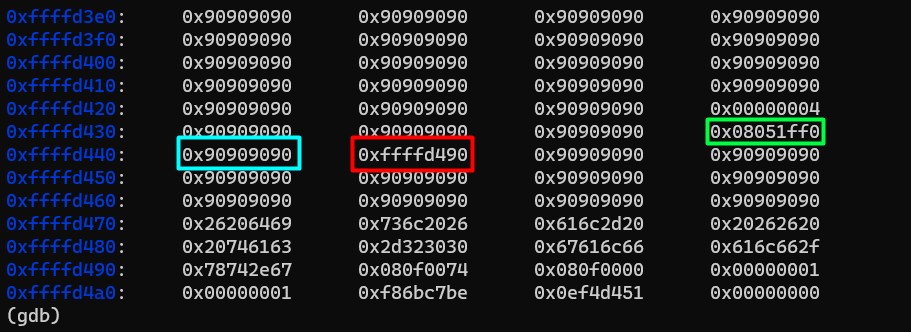 0xffffd3e0: 0x90909090 0x90909090 0x90909090 0x90909090
0xffffd3f0: 0x90909090 0x90909090 0x90909090 0x90909090
0xffffd400: 0x90909090 0x90909090 0x90909090 0x90909090
0xffffd410: 0x90909090 0x90909090 0x90909090 0x90909090
0xffffd420: 0x90909090 0x90909090 0x90909090 0x00000004
0xffffd430: 0x90909090 0x90909090 0x90909090 0x08051ff0
0xffffd440: 0x90909090 0xffffd490 0x90909090 0x90909090
0xffffd450: 0x90909090 0x90909090 0x90909090 0x90909090
0xffffd460: 0x90909090 0x90909090 0x90909090 0x90909090
0xffffd470: 0x26206469 0x736c2026 0x616c2d20 0x20262620
0xffffd480: 0x20746163 0x2d323030 0x67616c66 0x616c662f
0xffffd490: 0x78742e67 0x080f0074 0x080f0000 0x00000001
0xffffd4a0: 0x00000001 0xf86bc7be 0x0ef4d451 0x00000000
(gdb)